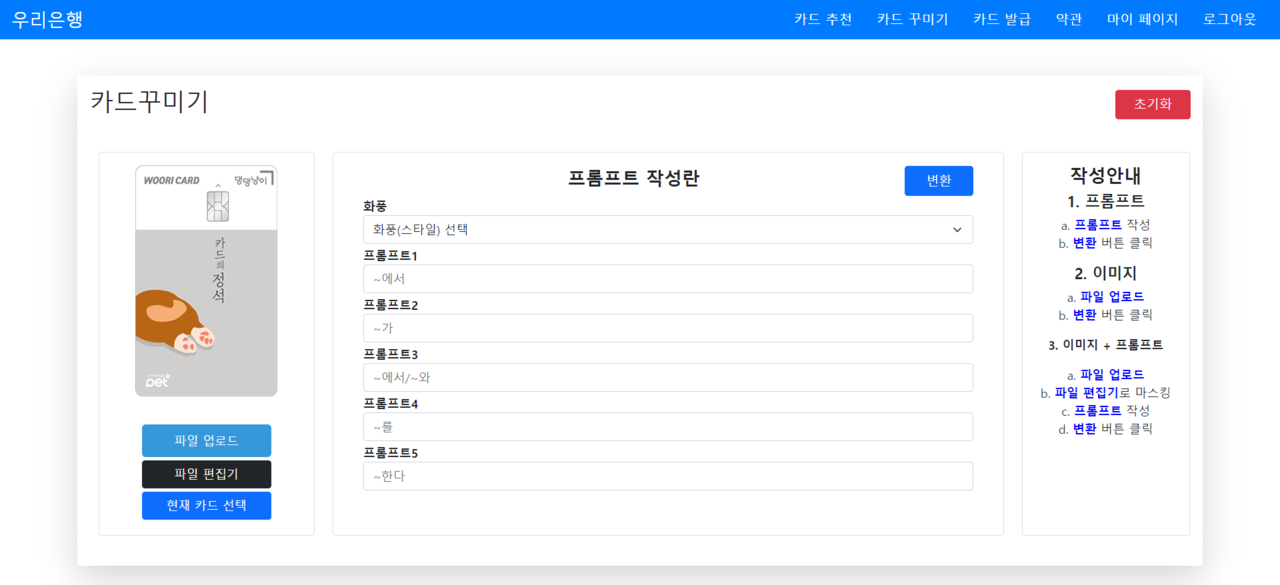 우리은행
카드 추천
카드 꾸미기
카드 발급
약관
마이 페이지
로그아웃
카드꾸미기
초기화
WOORI CARD
댕댕냥이
카드의정석
pet
파일 업로드
파일 편집기
현재 카드 선택
프롬프트 작성란
변환
화풍
화풍(스타일) 선택
프롬프트1
~에서
프롬프트2
~가
프롬프트3
~에서/~와
프롬프트4
~를
프롬프트5
~한다
작성안내
1. 프롬프트
a. 프롬프트 작성
b. 변환 버튼 클릭
2. 이미지
a. 파일 업로드
b. 변환 버튼 클릭
3. 이미지 + 프롬프트
a. 파일 업로드
b. 파일 편집기로 마스킹
c. 프롬프트 작성
d. 변환 버튼 클릭